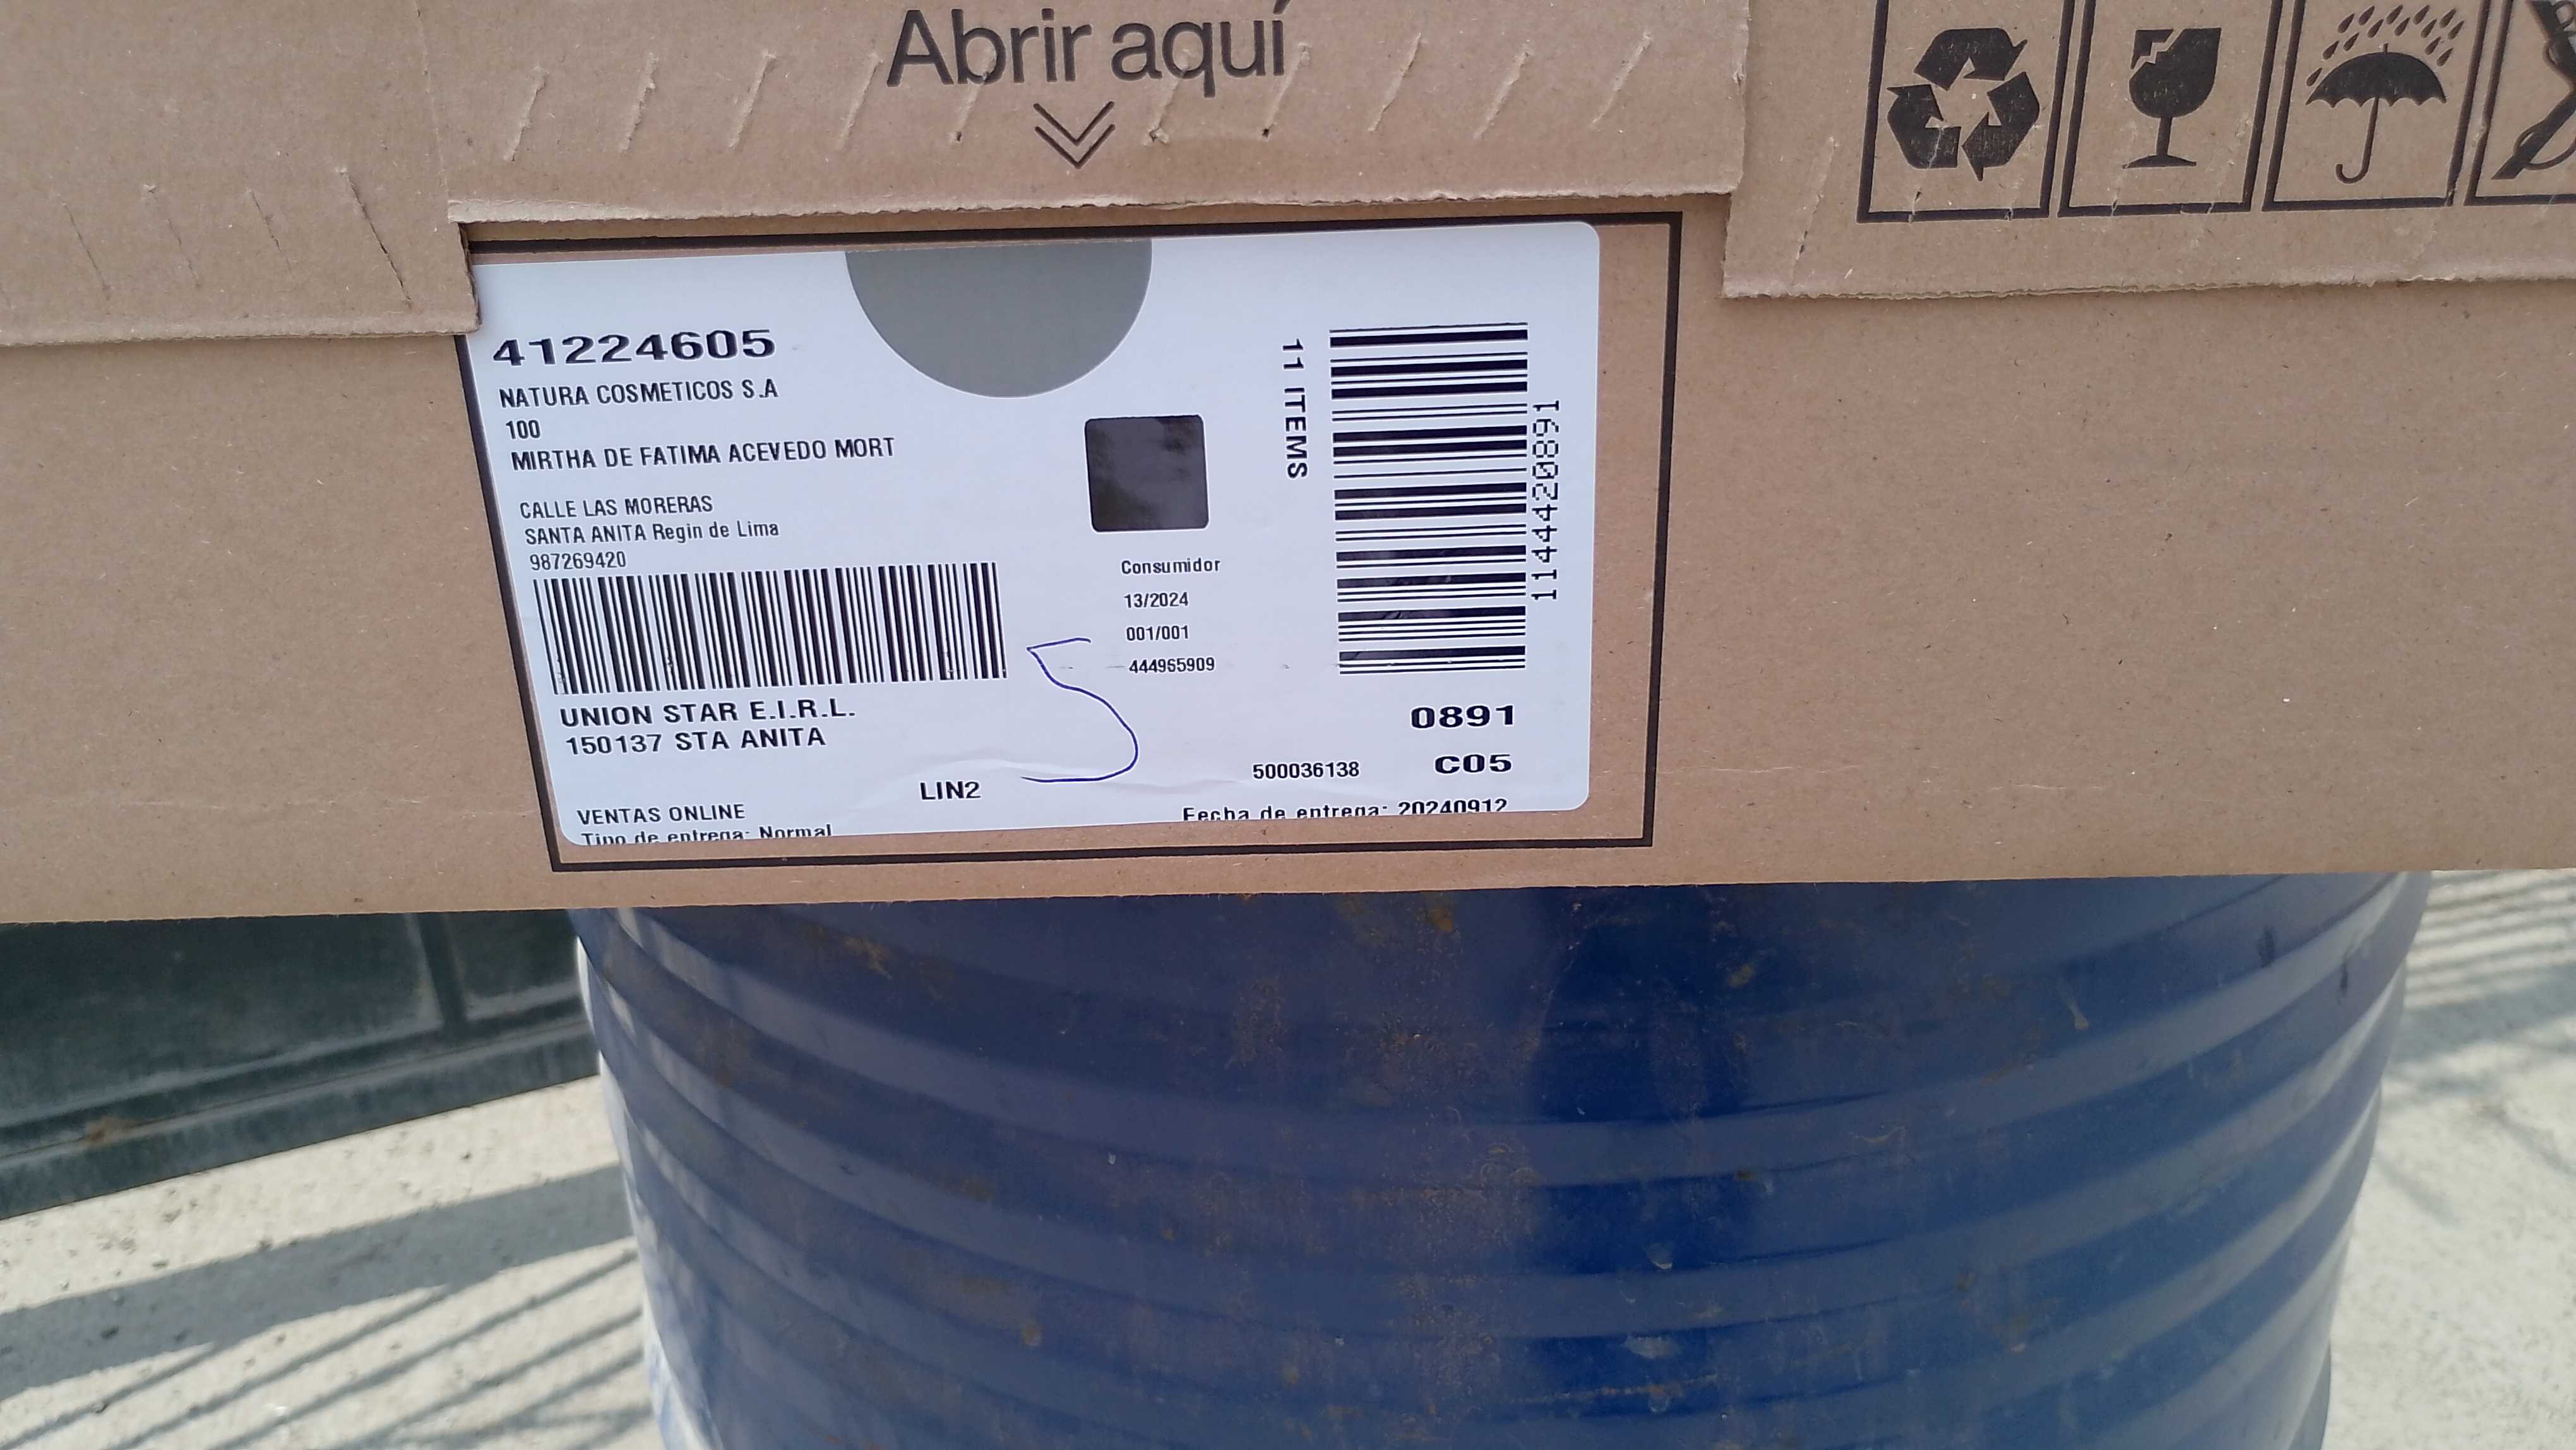 Abrir aquí
41224605
NATURA COSMETICOS S.A
100
MIRTHA DE FATIMA ACEVEDO MORT
CALLE LAS MORERAS
SANTA ANITA Regin de Lima
987269420
UNION STAR E.I.R.L.
150137 STA ANITA
LIN2
VENTAS ONLINE
Tipo de entrega: Normal
Consumidor
13/2024
001/001
444965909
5
11 ITEMS
114444420891
0891
500036138 C05
Fecha de entrega: 20240912